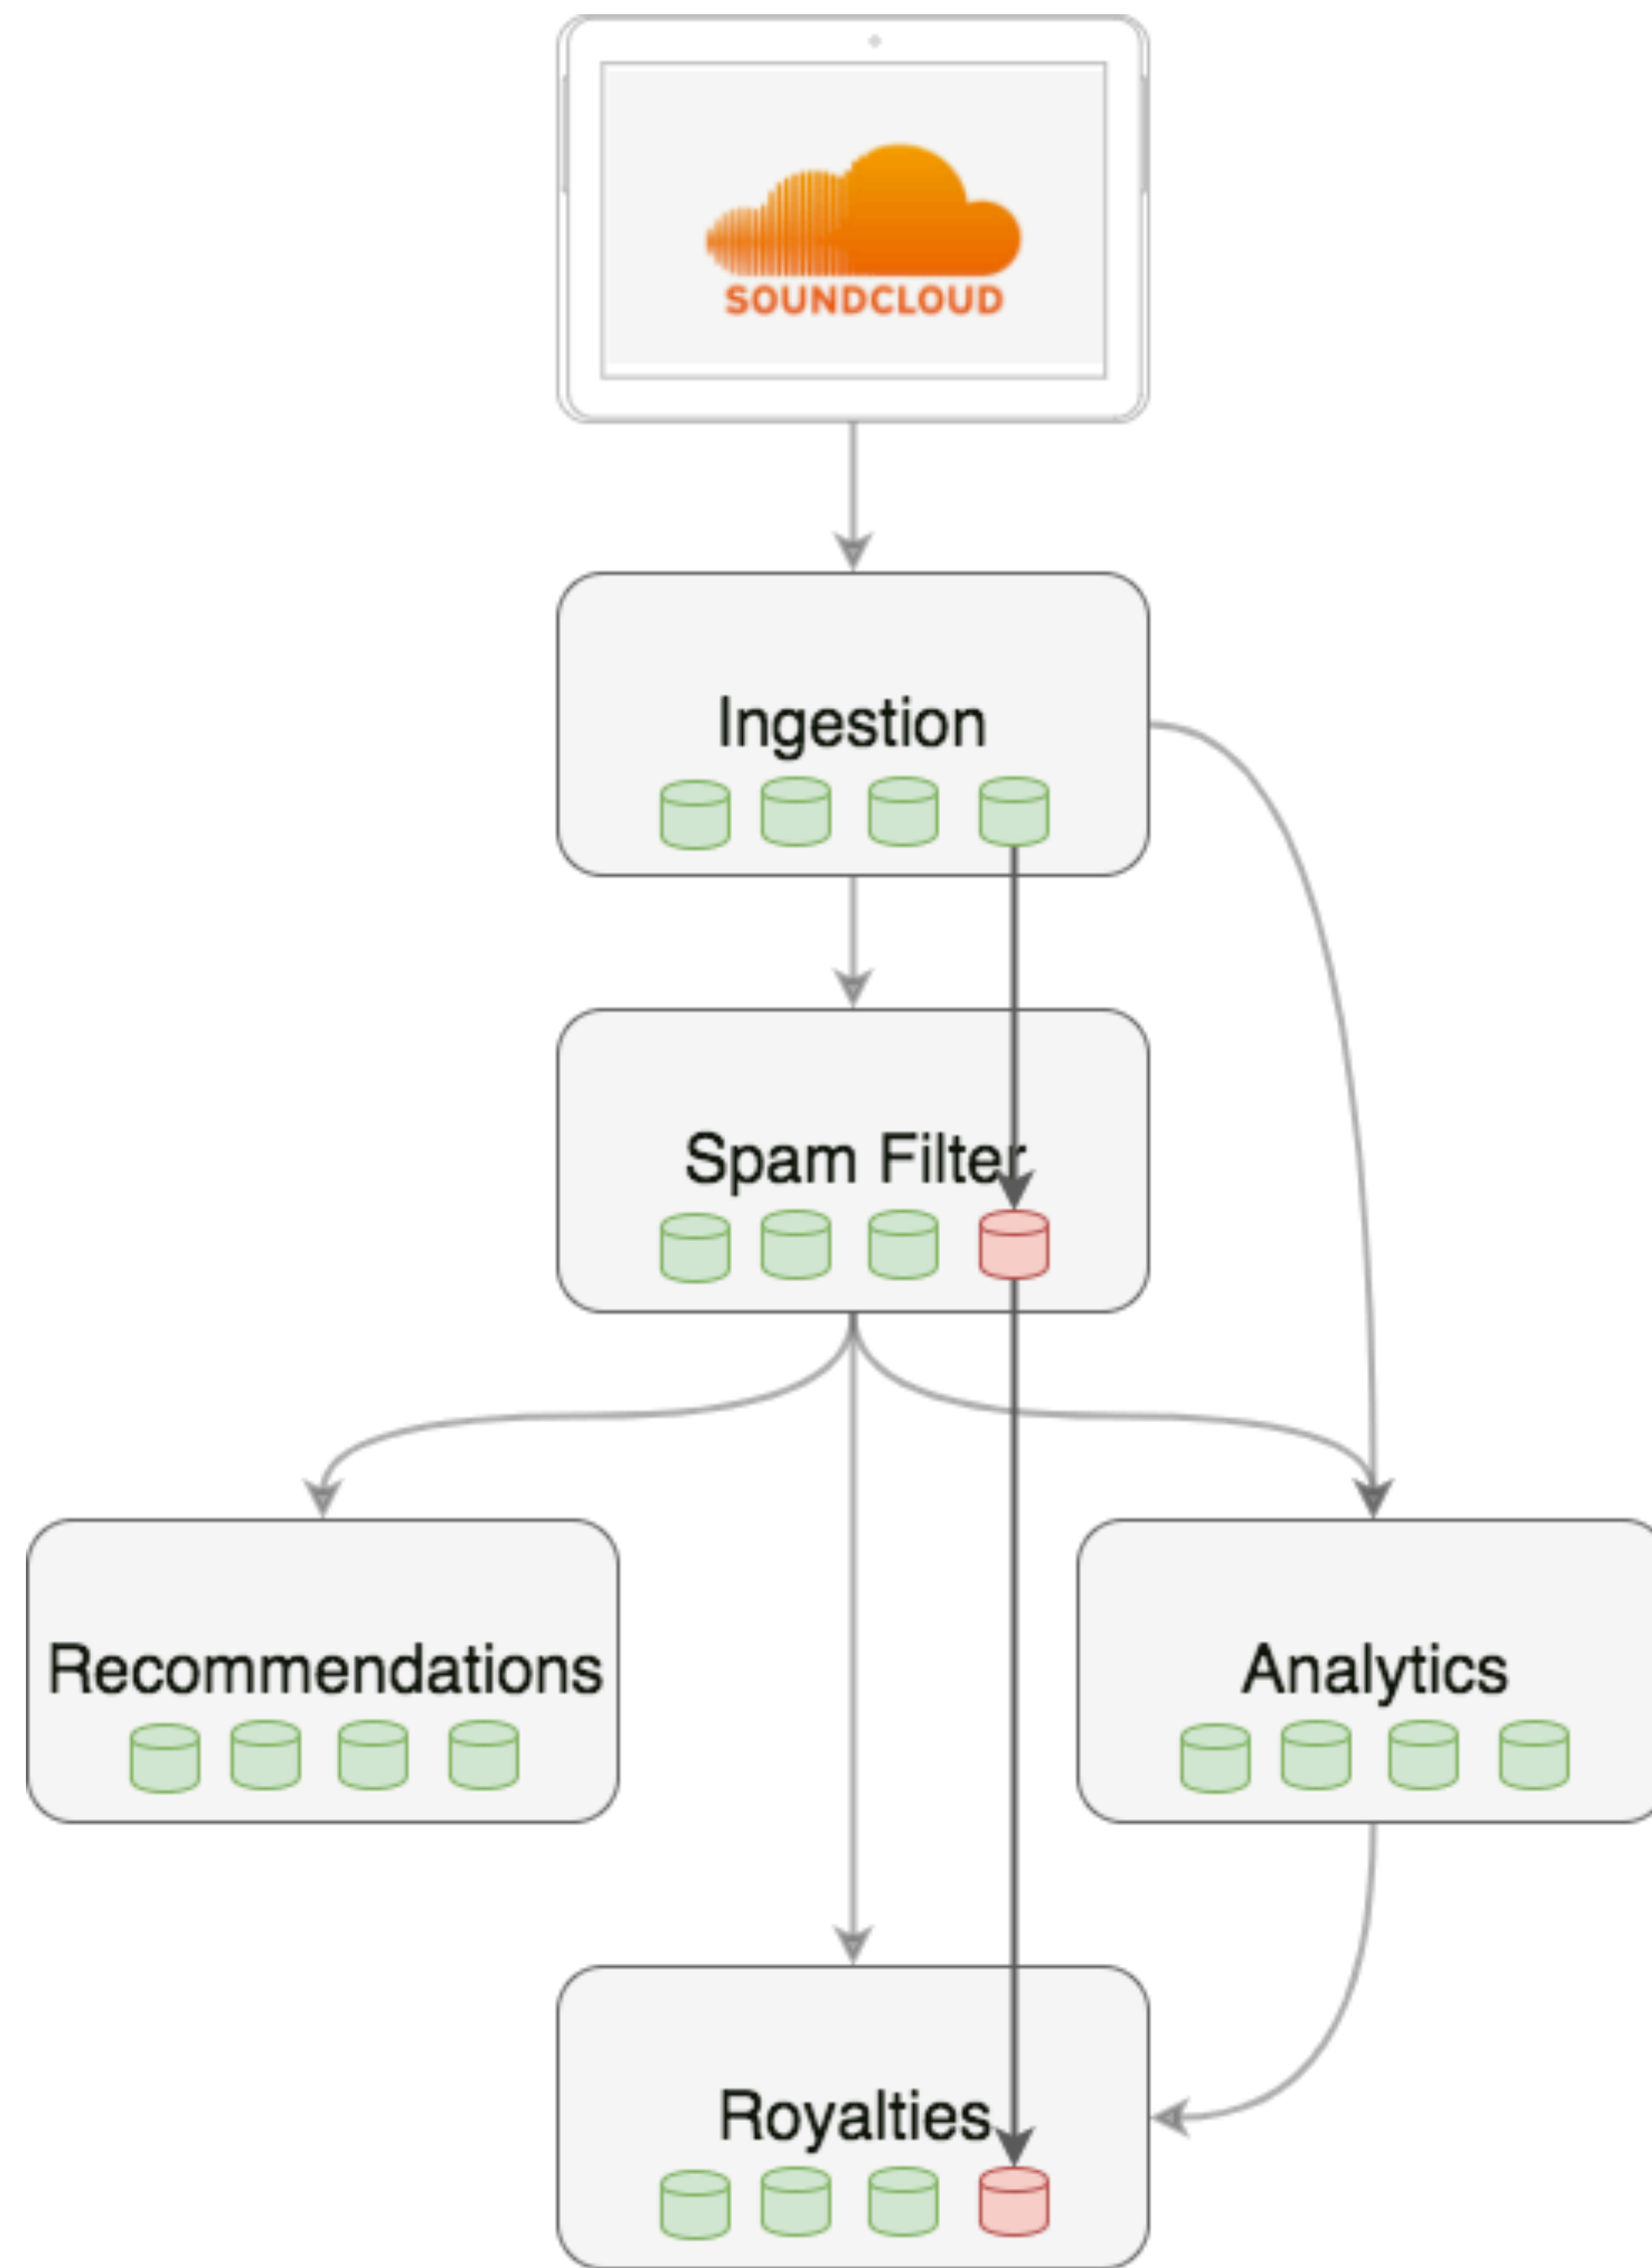 SOUNDCLOUD
Ingestion
Spam Filter
Recommendations
Analytics
Royalties